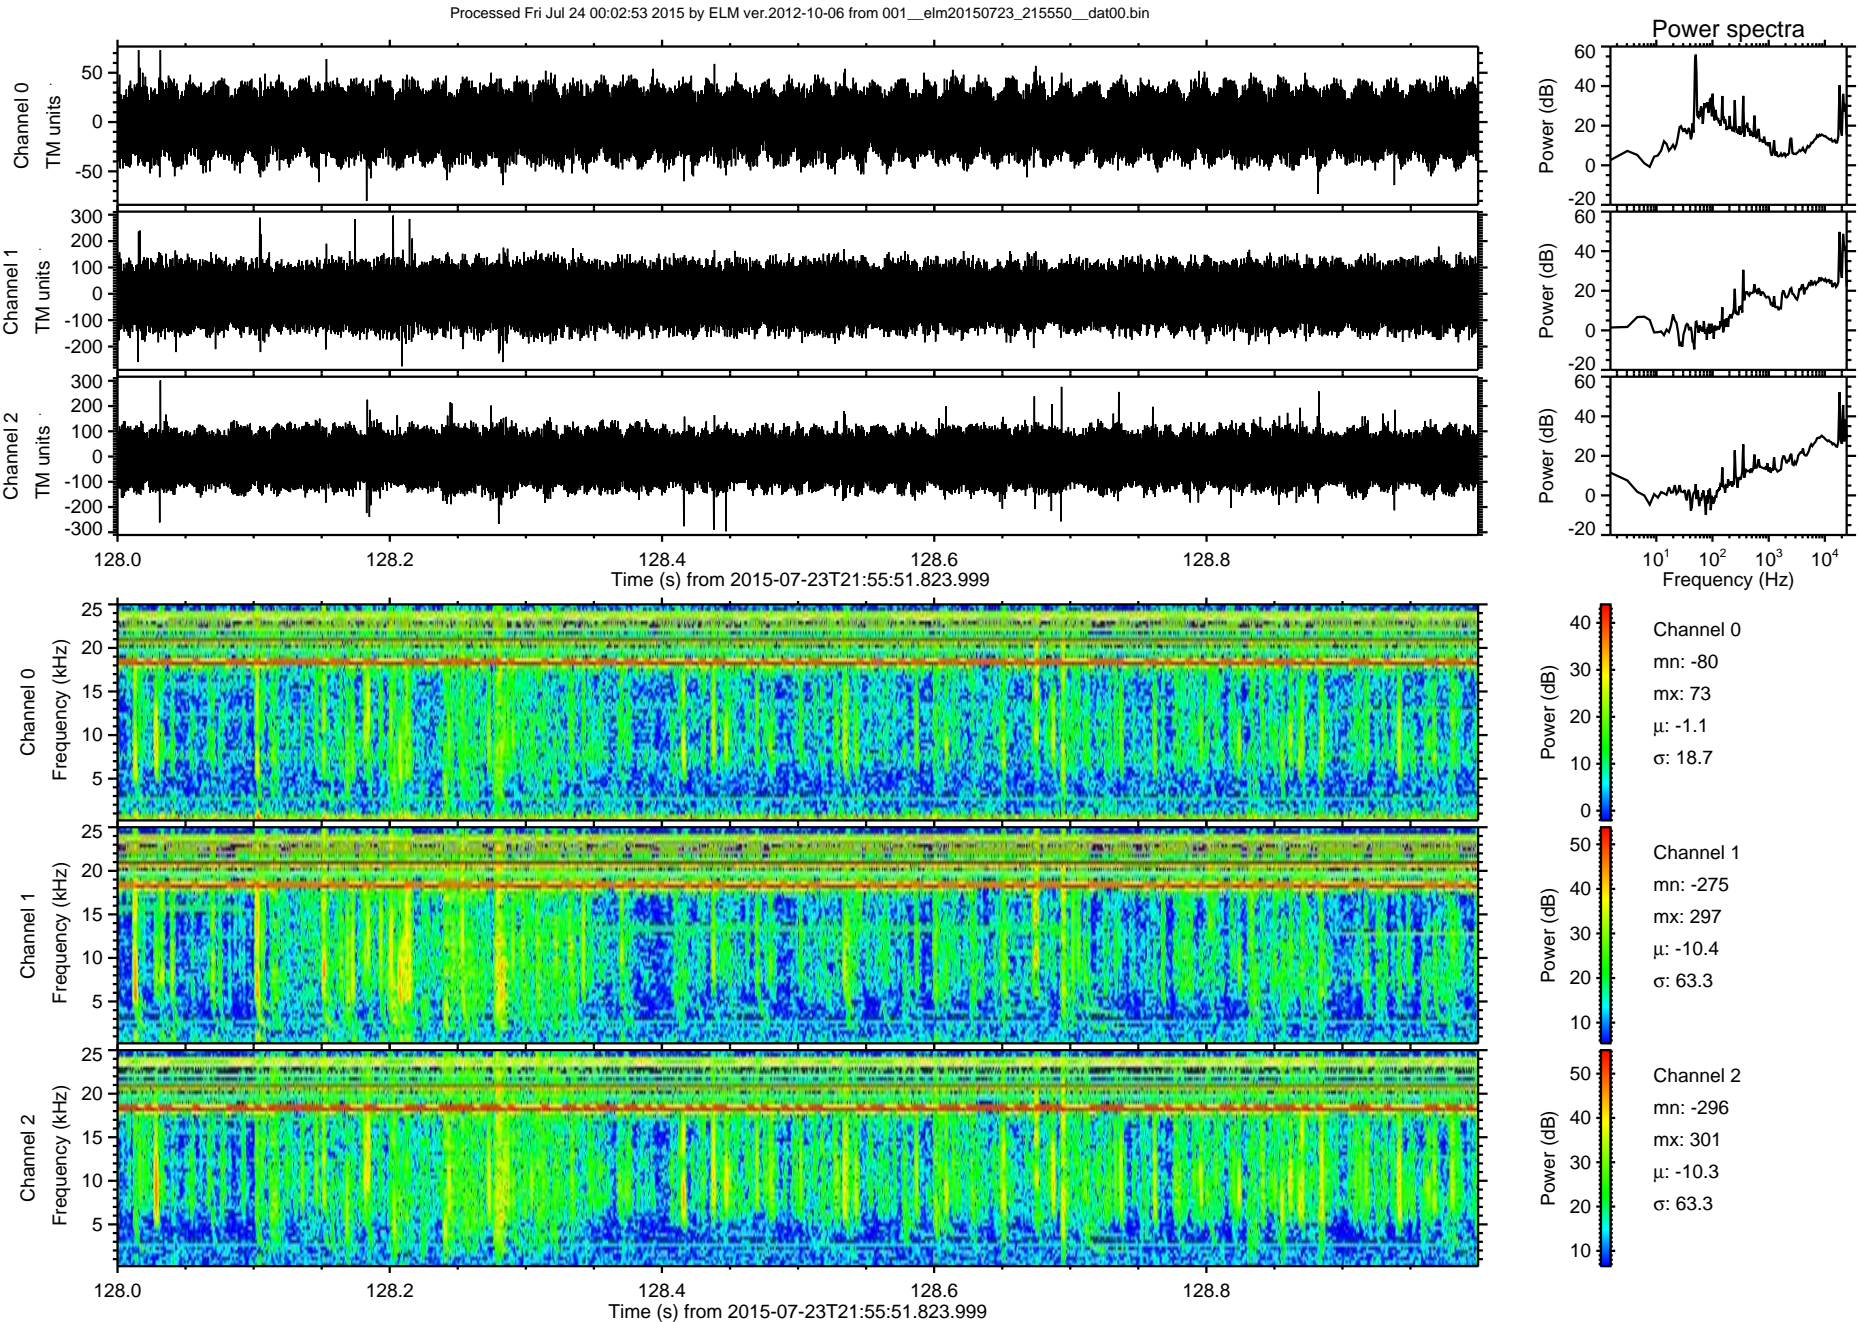 Processed Fri Jul 24 00:02:53 2015 by ELM ver.2012-10-06 from 001__elm20150723_215550__dat00.bin
Power spectra
Channel 0
TM units
50
0
-50
Power (dB)
60
40
20
0
-20
Channel 1
TM units
300
200
100
0
-100
-200
Power (dB)
60
40
20
0
-20
Channel 2
TM units
300
200
100
0
-100
-200
-300
Power (dB)
60
40
20
0
-20
128.0 128.2 128.4 128.6 128.8
Time (s) from 2015-07-23T21:55:51.823.999
10^1 10^2 10^3 10^4
Frequency (Hz)
Channel 0
Frequency (kHz)
25
20
15
10
5
Power (dB)
40
30
20
10
0
Channel 0
mn: -80
mx: 73
μ: -1.1
σ: 18.7
Channel 1
Frequency (kHz)
25
20
15
10
5
Power (dB)
50
40
30
20
10
Channel 1
mn: -275
mx: 297
μ: -10.4
σ: 63.3
Channel 2
Frequency (kHz)
25
20
15
10
5
Power (dB)
50
40
30
20
10
Channel 2
mn: -296
mx: 301
μ: -10.3
σ: 63.3
128.0 128.2 128.4 128.6 128.8
Time (s) from 2015-07-23T21:55:51.823.999